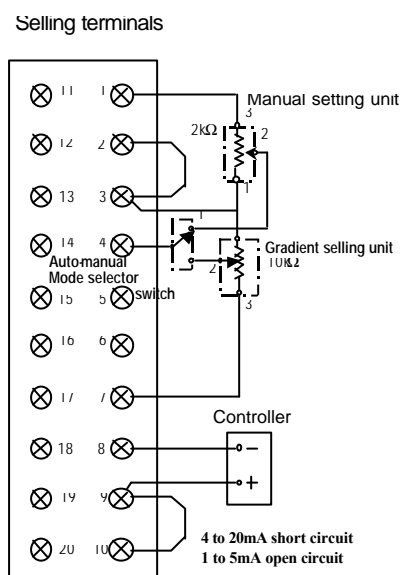 Selling terminals
11 1
Manual setting unit
3
2kΩ 2
12 2
1
13 3
1
14 4
Gradient selling unit
Auto-manual
2 10kΩ
Mode selector
switch
15 5
3
16 6
17 7
Controller
18 8 −
19 9 +
4 to 20mA short circuit
20 10
1 to 5mA open circuit